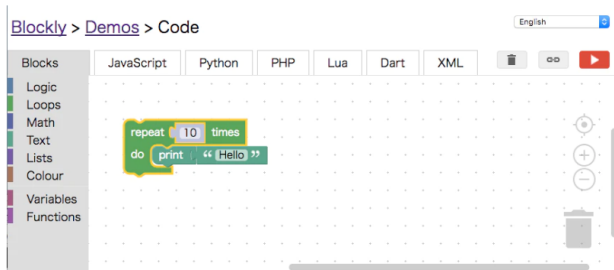 Blockly > Demos > Code
English
Blocks
JavaScript
Python
PHP
Lua
Dart
XML
Logic
Loops
Math
Text
Lists
Colour
Variables
Functions
repeat 10 times
do print “ Hello ”